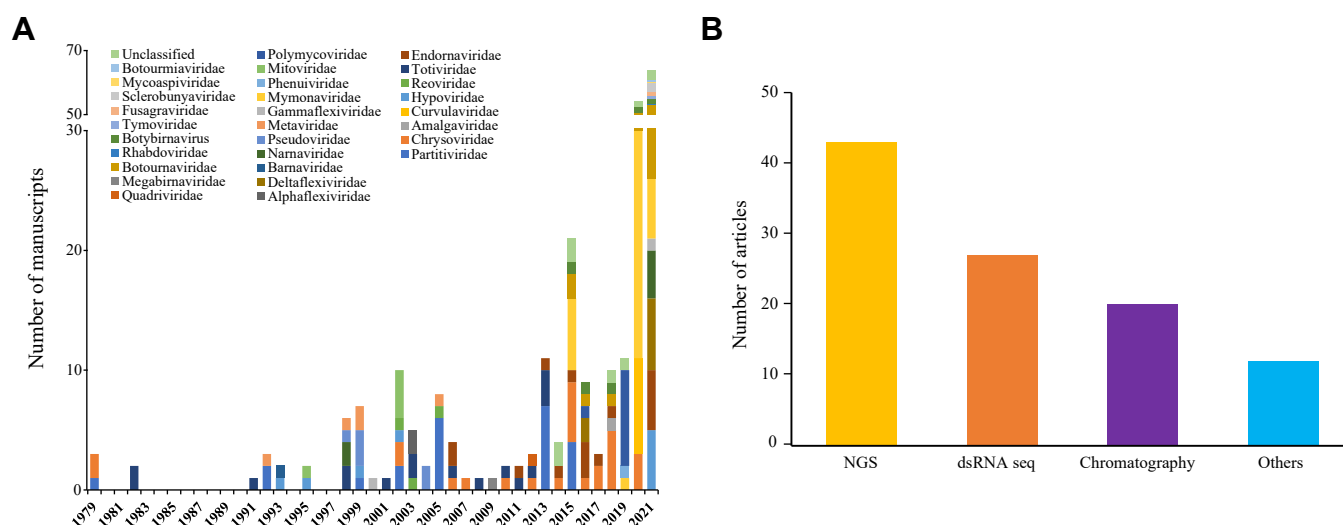 A
B
Number of manuscripts
70
50
30
20
10
0
Unclassified
Botourmiaviridae
Mycoaspiviridae
Sclerobunyaviridae
Fusagraviridae
Tymoviridae
Botybirnavirus
Rhabdoviridae
Botournaviridae
Megabirnaviridae
Quadriviridae
Polymycoviridae
Mitoviridae
Phenuiviridae
Mymonaviridae
Gammaflexiviridae
Metaviridae
Pseudoviridae
Narnaviridae
Barnaviridae
Deltaflexiviridae
Alphaflexiviridae
Endornaviridae
Totiviridae
Reoviridae
Hypoviridae
Curvulaviridae
Amalgaviridae
Chrysoviridae
Partitiviridae
1979
1981
1983
1985
1987
1989
1991
1993
1995
1997
1999
2001
2003
2005
2007
2009
2011
2013
2015
2017
2019
2021
Number of articles
50
40
30
20
10
0
NGS
dsRNA seq
Chromatography
Others